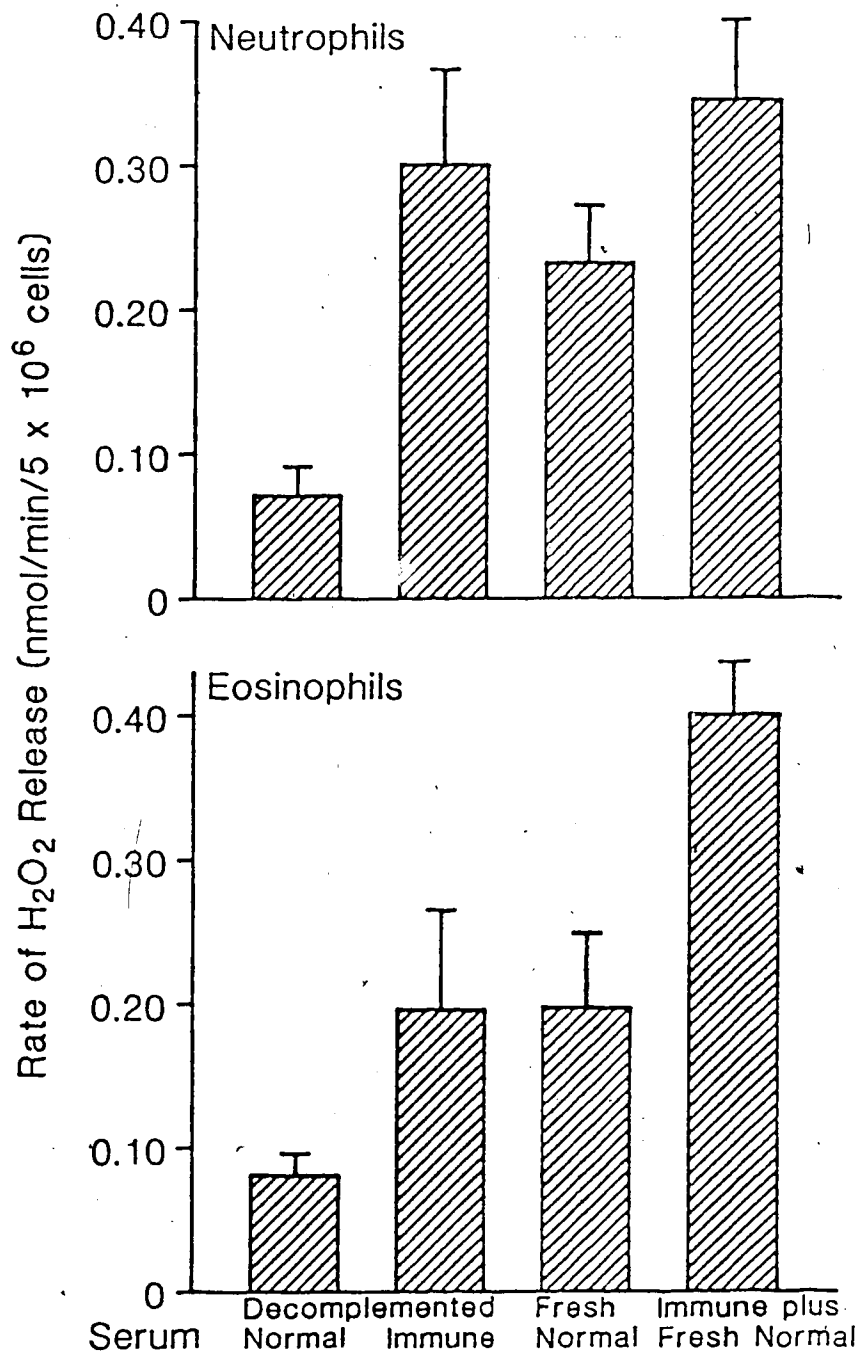 Rate of H₂O₂ Release (nmol/min/5 x 10⁶ cells)
Neutrophils
0.40
0.30
0.20
0.10
0
Eosinophils
0.40
0.30
0.20
0.10
0
Serum
Decomplemented
Normal Immune
Fresh
Normal
Immune plus
Fresh Normal